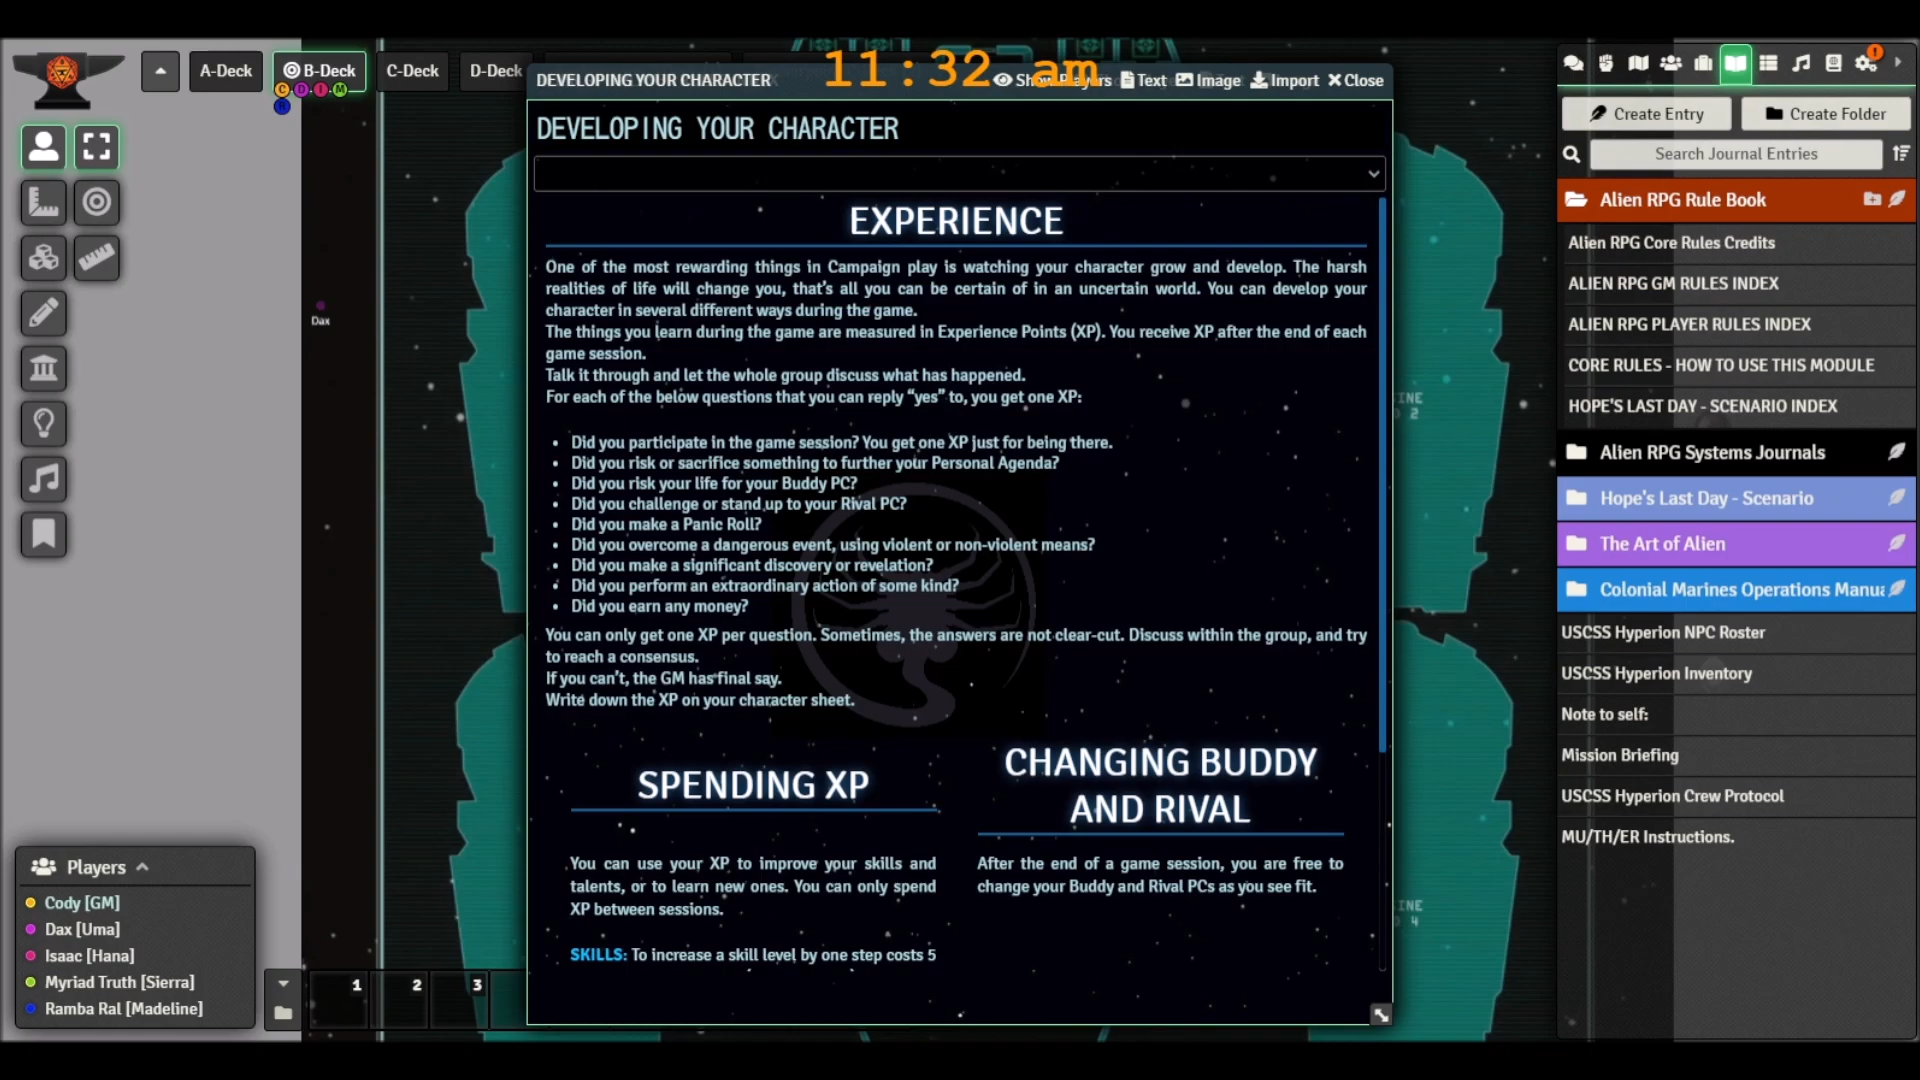 A-Deck
B-Deck
C-Deck
D-Deck
C D I M
R
DEVELOPING YOUR CHARACTER
11:32 am
Show Players Text Image Import Close
DEVELOPING YOUR CHARACTER
EXPERIENCE
One of the most rewarding things in Campaign play is watching your character grow and develop. The harsh
realities of life will change you, that's all you can be certain of in an uncertain world. You can develop your
character in several different ways during the game.
The things you learn during the game are measured in Experience Points (XP). You receive XP after the end of each
game session.
Talk it through and let the whole group discuss what has happened.
For each of the below questions that you can reply "yes" to, you get one XP:
• Did you participate in the game session? You get one XP just for being there.
• Did you risk or sacrifice something to further your Personal Agenda?
• Did you risk your life for your Buddy PC?
• Did you challenge or stand up to your Rival PC?
• Did you make a Panic Roll?
• Did you overcome a dangerous event, using violent or non-violent means?
• Did you make a significant discovery or revelation?
• Did you perform an extraordinary action of some kind?
• Did you earn any money?
You can only get one XP per question. Sometimes, the answers are not clear-cut. Discuss within the group, and try
to reach a consensus.
If you can't, the GM has final say.
Write down the XP on your character sheet.
SPENDING XP
You can use your XP to improve your skills and
talents, or to learn new ones. You can only spend
XP between sessions.
SKILLS: To increase a skill level by one step costs 5
CHANGING BUDDY
AND RIVAL
After the end of a game session, you are free to
change your Buddy and Rival PCs as you see fit.
Dax
INE
2
INE
4
Players
Cody [GM]
Dax [Uma]
Isaac [Hana]
Myriad Truth [Sierra]
Ramba Ral [Madeline]
1
2
3
Create Entry
Create Folder
Search Journal Entries
Alien RPG Rule Book
Alien RPG Core Rules Credits
ALIEN RPG GM RULES INDEX
ALIEN RPG PLAYER RULES INDEX
CORE RULES - HOW TO USE THIS MODULE
HOPE'S LAST DAY - SCENARIO INDEX
Alien RPG Systems Journals
Hope's Last Day - Scenario
The Art of Alien
Colonial Marines Operations Manua
USCSS Hyperion NPC Roster
USCSS Hyperion Inventory
Note to self:
Mission Briefing
USCSS Hyperion Crew Protocol
MU/TH/ER Instructions.